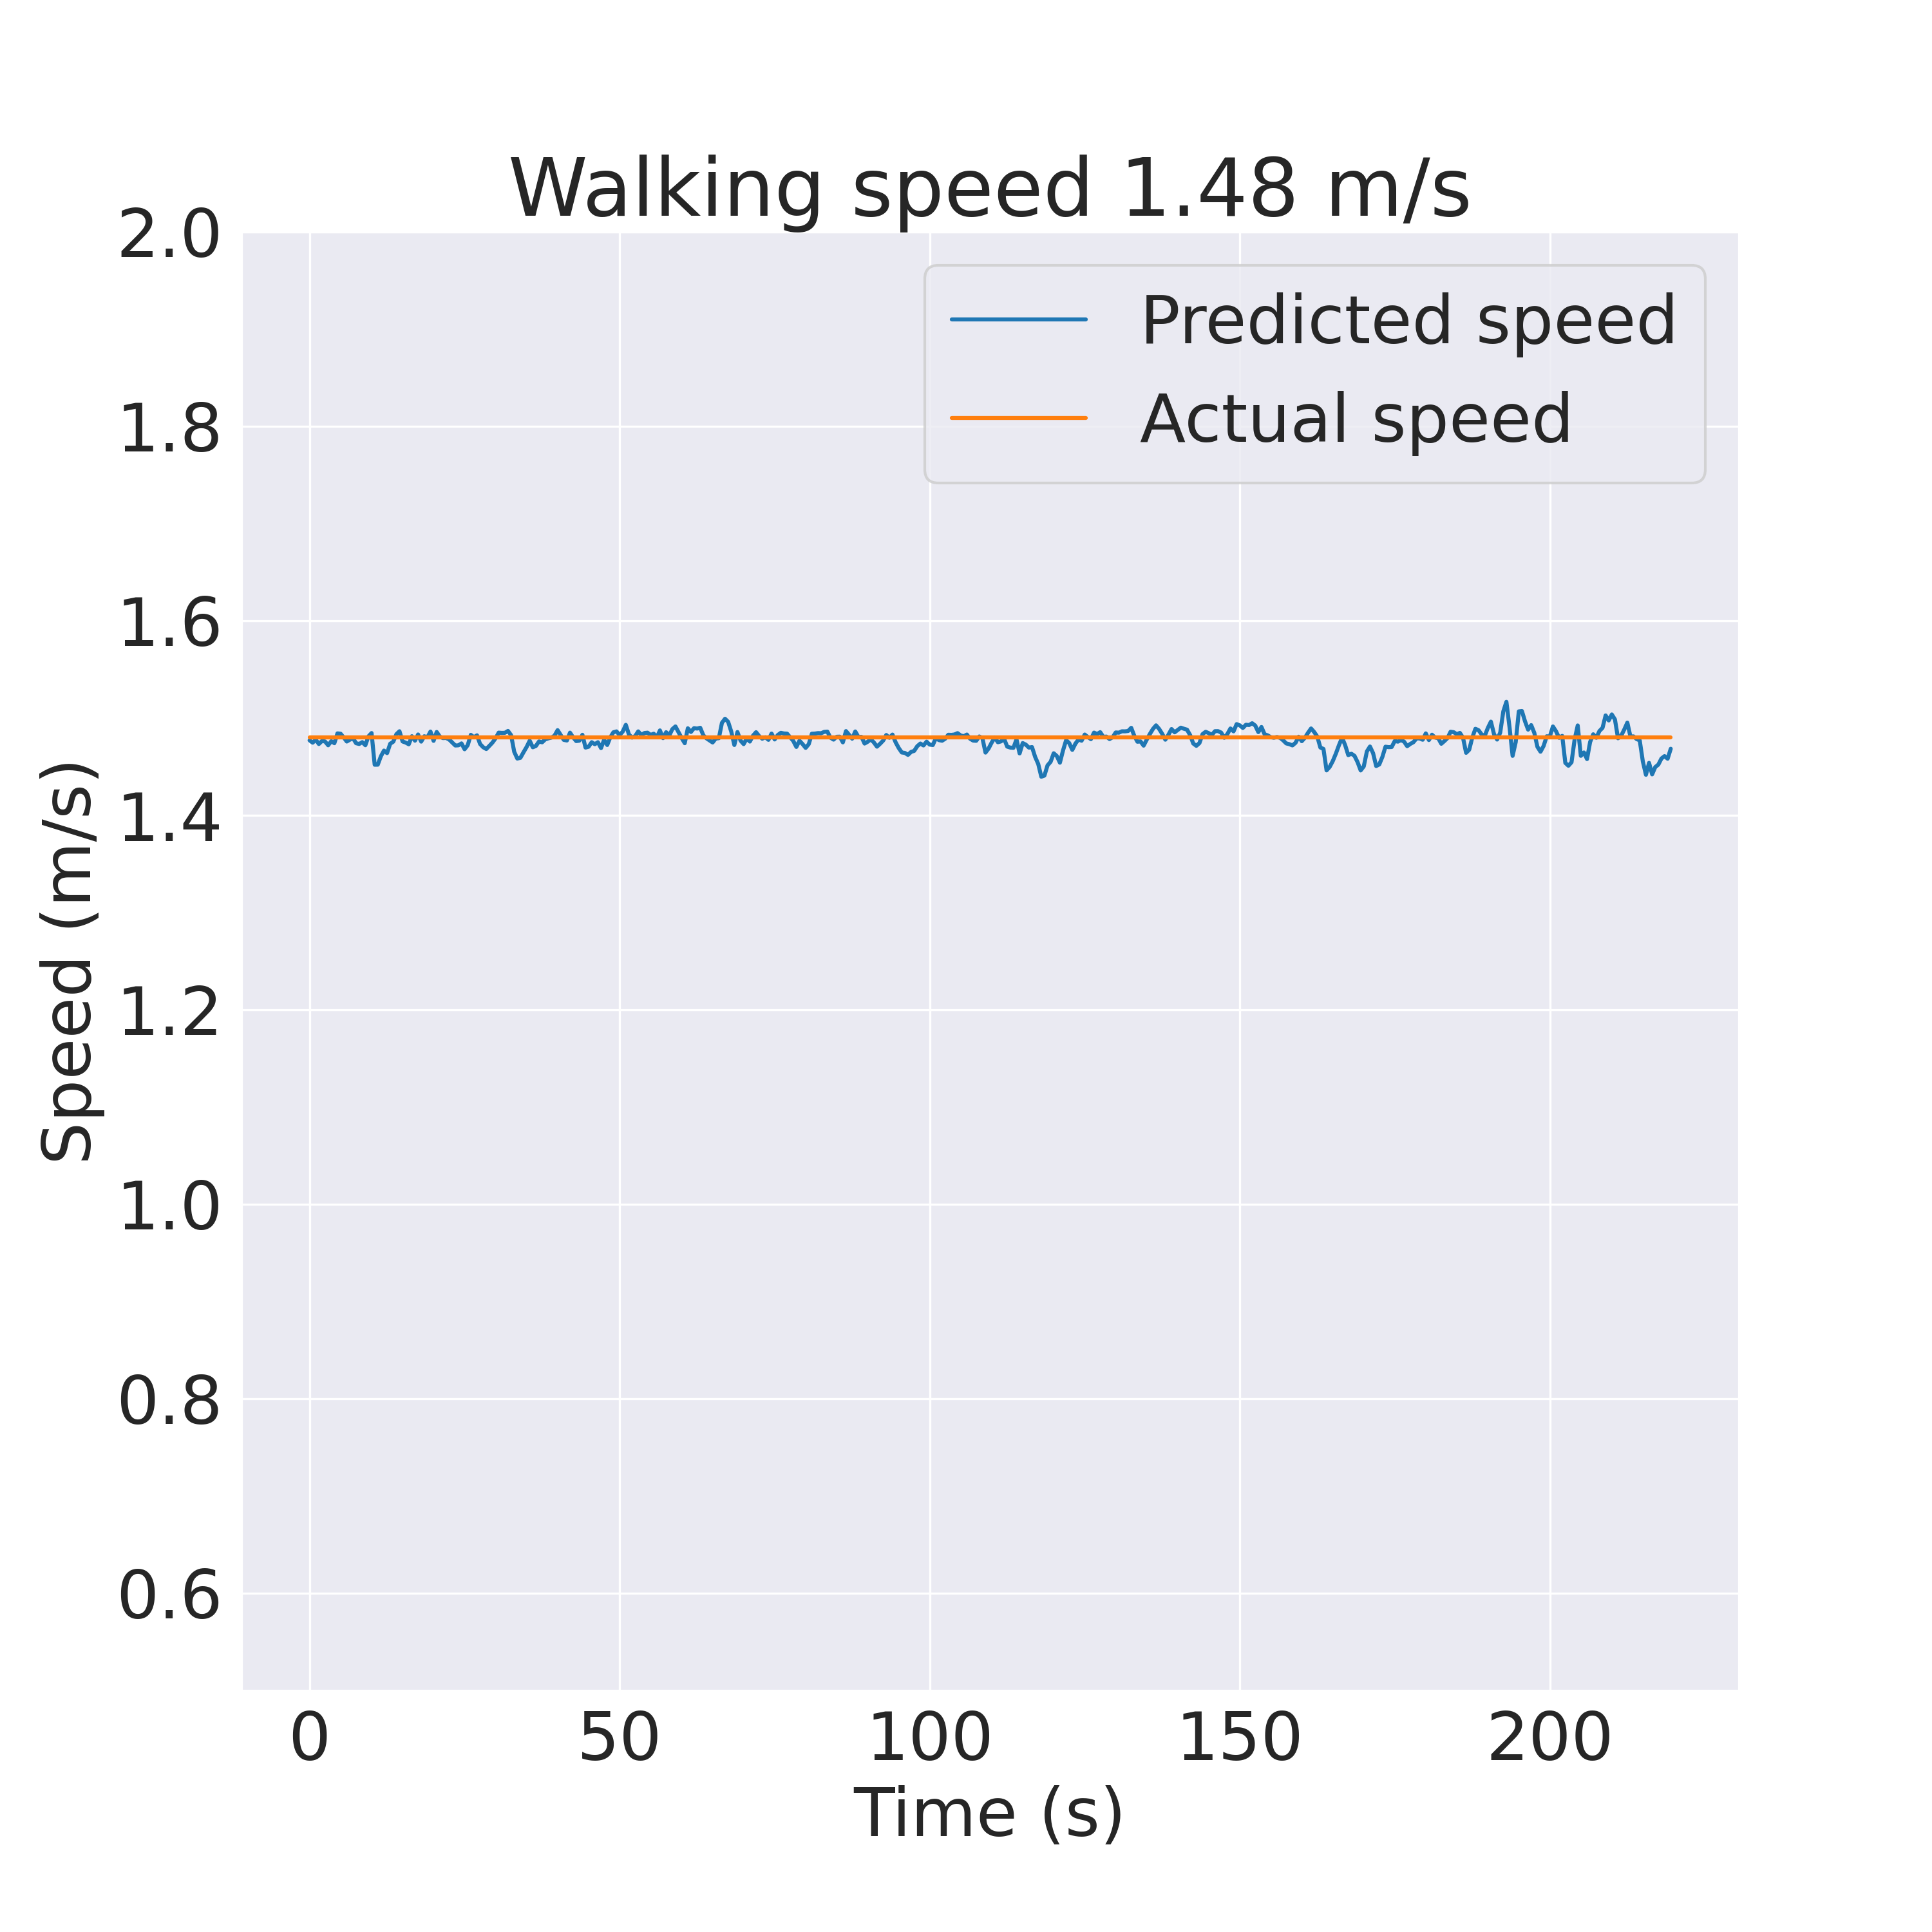 Walking speed 1.48 m/s
2.0
1.8
1.6
1.4
1.2
1.0
0.8
0.6
Speed (m/s)
Predicted speed
Actual speed
0 50 100 150 200
Time (s)